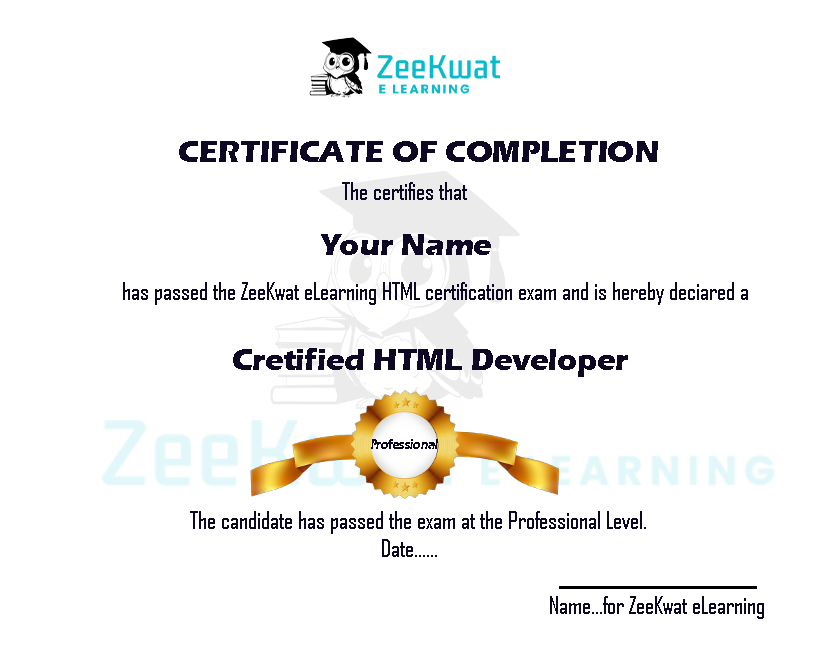 ZeeKwat
E LEARNING
CERTIFICATE OF COMPLETION
The certifies that
Your Name
has passed the ZeeKwat eLearning HTML certification exam and is hereby deciared a
Cretified HTML Developer
ZeeKwat E LEARNING
Professional
The candidate has passed the exam at the Professional Level.
Date......
Name...for ZeeKwat eLearning